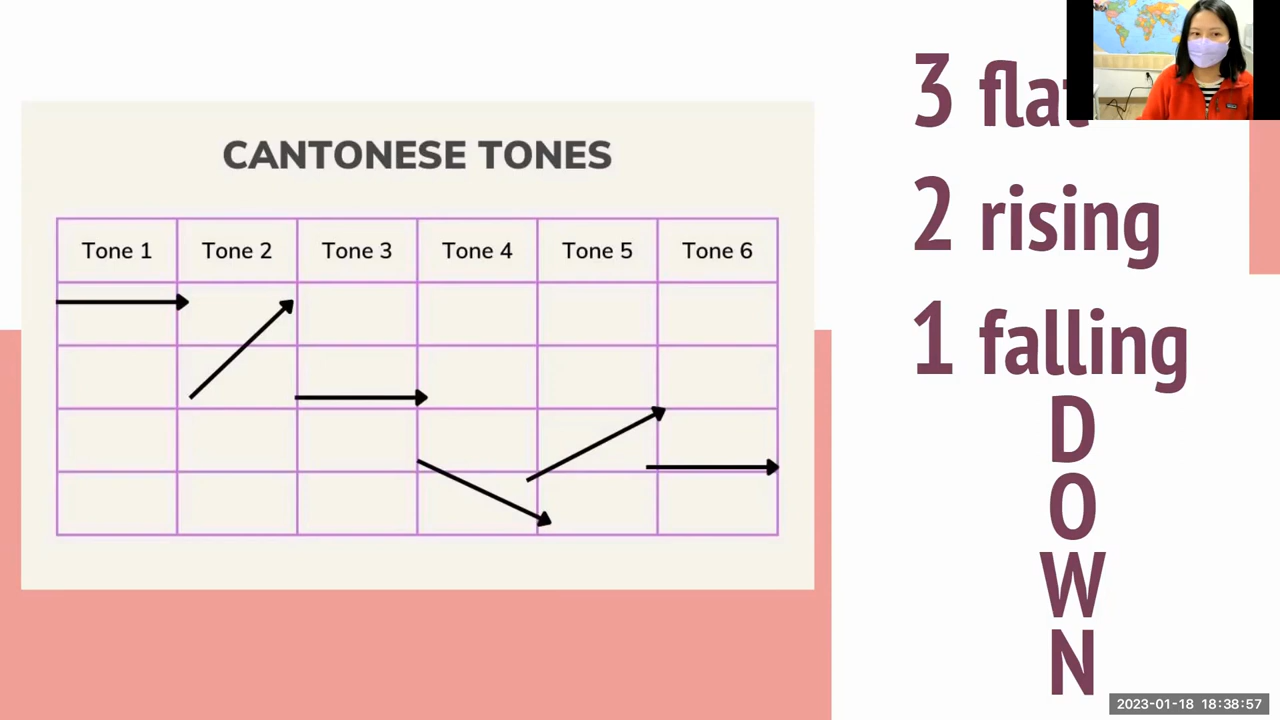 CANTONESE TONES
Tone 1 Tone 2 Tone 3 Tone 4 Tone 5 Tone 6
3
2 rising
1 falling
D
O
W
N
2023-01-18 18:38:57